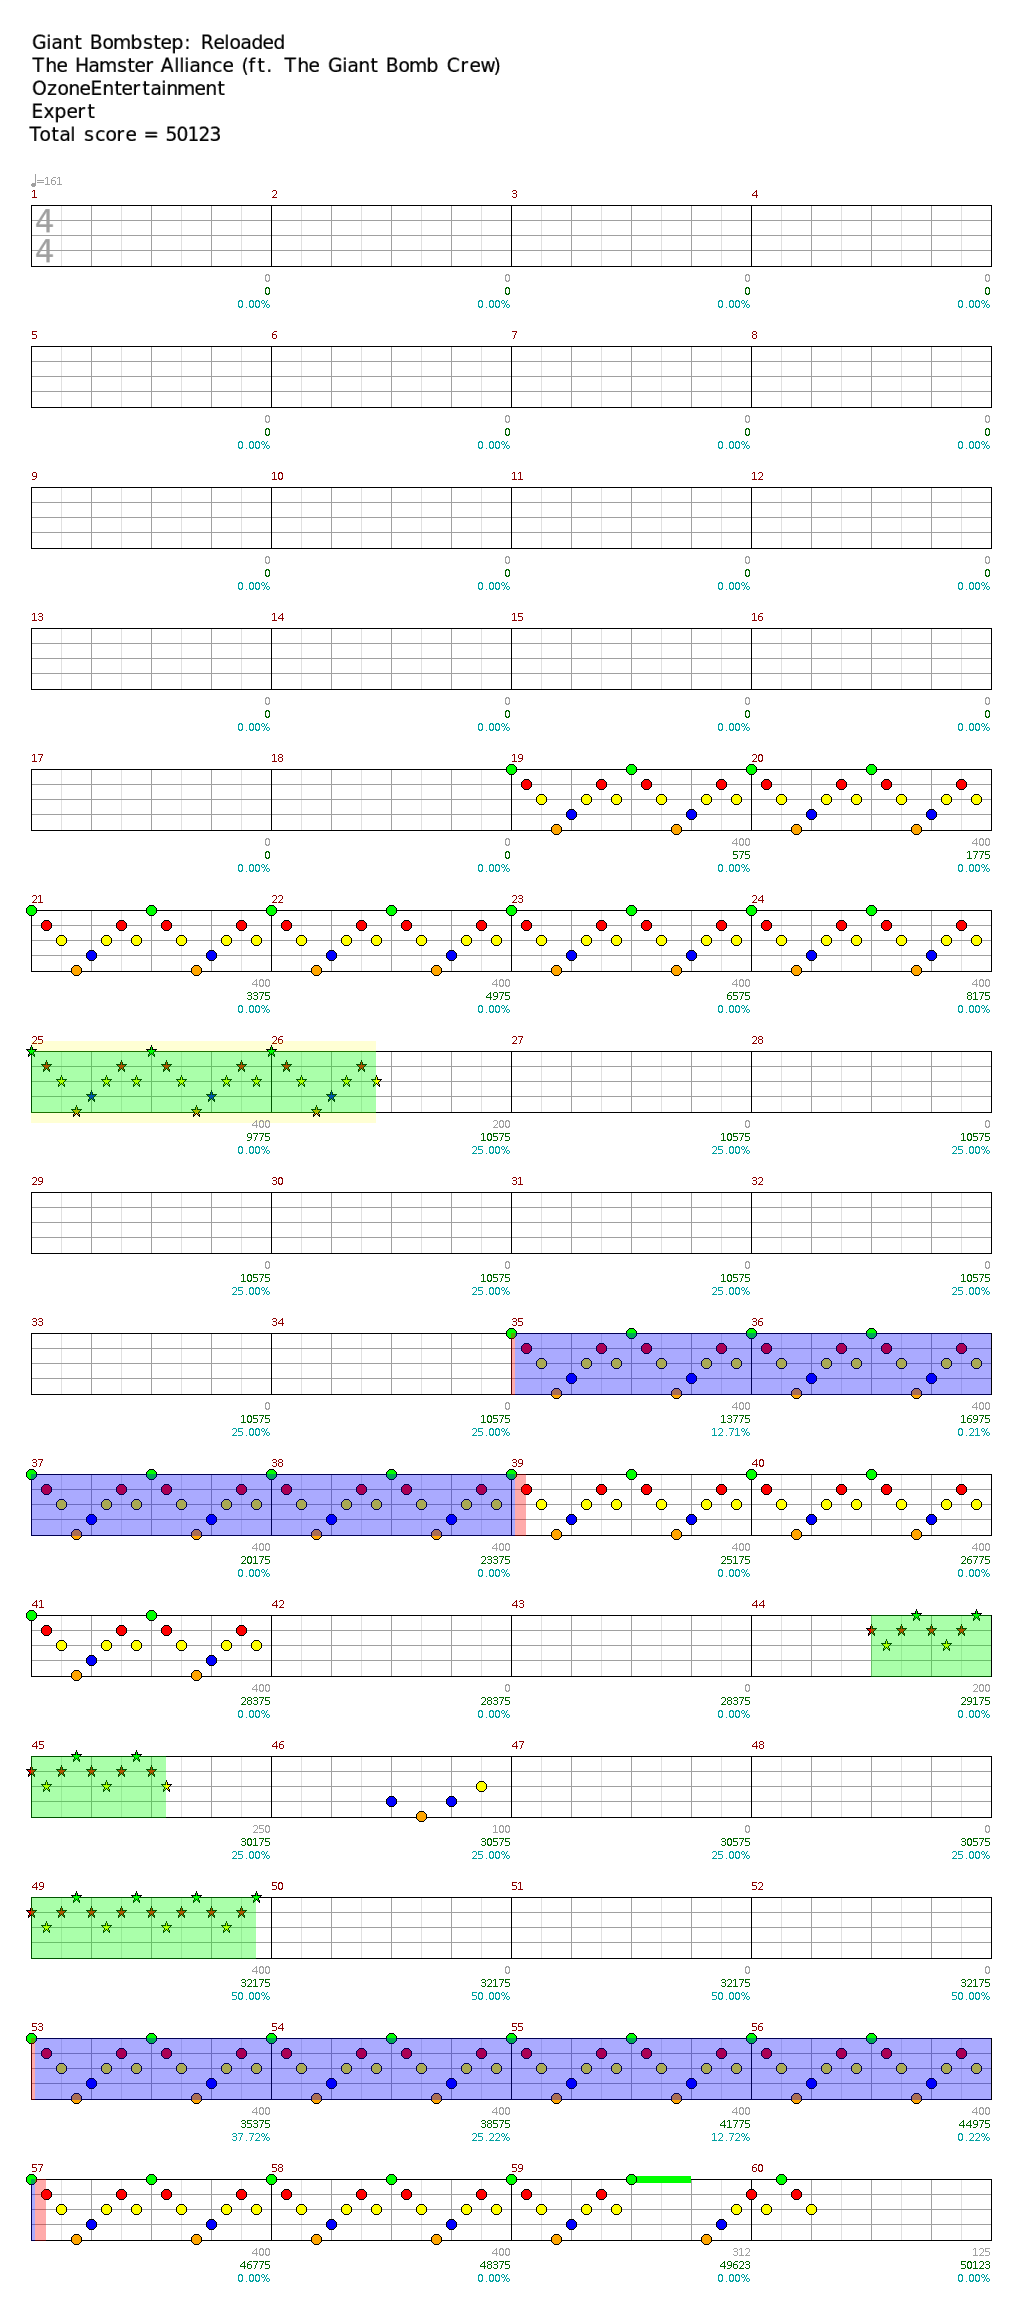 Giant Bombstep: Reloaded
The Hamster Alliance (ft. The Giant Bomb Crew)
OzoneEntertainment
Expert
Total score = 50123
♩=161
1 2 3 4
4
4
0 0 0 0
0 0 0 0
0.00% 0.00% 0.00% 0.00%
5 6 7 8
0 0 0 0
0 0 0 0
0.00% 0.00% 0.00% 0.00%
9 10 11 12
0 0 0 0
0 0 0 0
0.00% 0.00% 0.00% 0.00%
13 14 15 16
0 0 0 0
0 0 0 0
0.00% 0.00% 0.00% 0.00%
17 18 19 20
0 0 400 400
0 0 575 1775
0.00% 0.00% 0.00% 0.00%
21 22 23 24
400 400 400 400
3375 4975 6575 8175
0.00% 0.00% 0.00% 0.00%
25 26 27 28
400 200 0 0
9775 10575 10575 10575
0.00% 25.00% 25.00% 25.00%
29 30 31 32
0 0 0 0
10575 10575 10575 10575
25.00% 25.00% 25.00% 25.00%
33 34 35 36
0 0 400 400
10575 10575 13775 16975
25.00% 25.00% 12.71% 0.21%
37 38 39 40
400 400 400 400
20175 23375 25175 26775
0.00% 0.00% 0.00% 0.00%
41 42 43 44
400 0 0 200
28375 28375 28375 29175
0.00% 0.00% 0.00% 0.00%
45 46 47 48
250 100 0 0
30175 30575 30575 30575
25.00% 25.00% 25.00% 25.00%
49 50 51 52
400 0 0 0
32175 32175 32175 32175
50.00% 50.00% 50.00% 50.00%
53 54 55 56
400 400 400 400
35375 38575 41775 44975
37.72% 25.22% 12.72% 0.22%
57 58 59 60
400 400 312 125
46775 48375 49623 50123
0.00% 0.00% 0.00% 0.00%